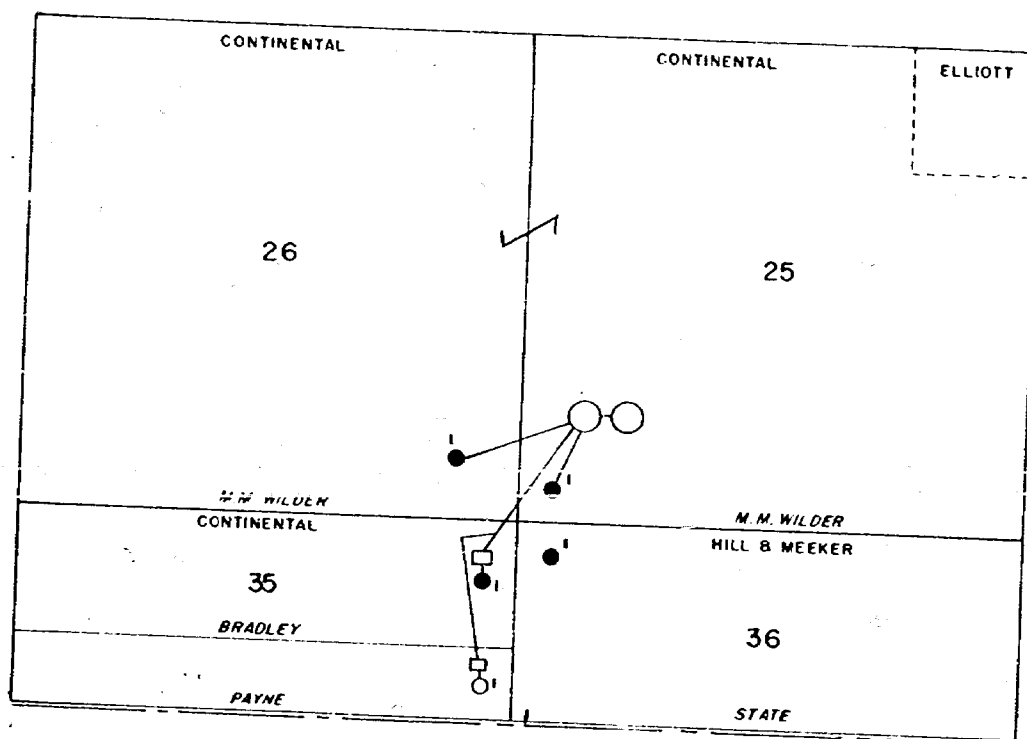 CONTINENTAL
CONTINENTAL
ELLIOTT
26
25
1
1
M.M. WILDER
M.M. WILDER
CONTINENTAL
HILL & MEEKER
1
35
1
BRADLEY
36
1
PAYNE
STATE